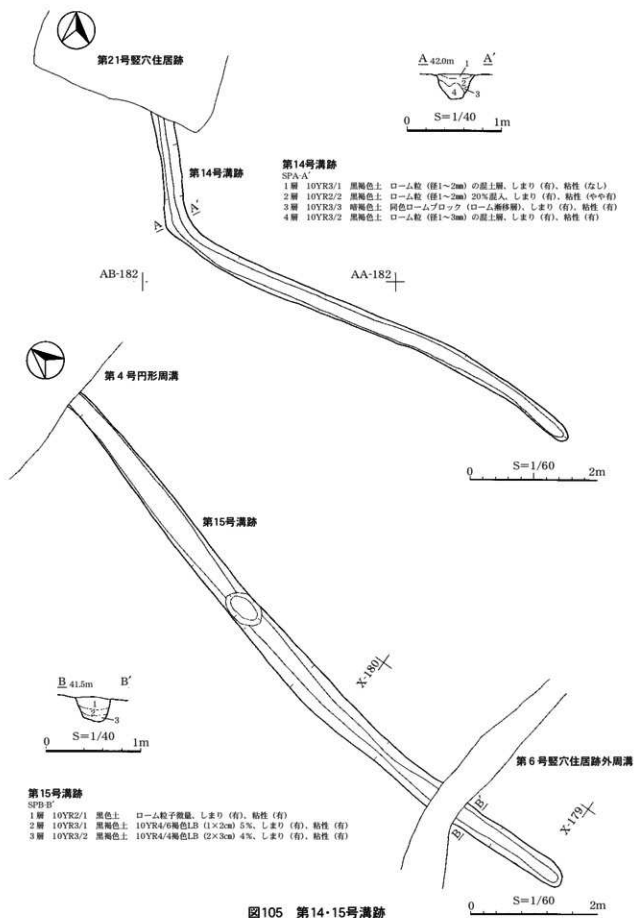 第21号竪穴住居跡
A 42.0m A′
1
2
4
3
0 S=1/40 1m
第14号溝跡
第14号溝跡
SPA-A′
1層 10YR3/1 黒褐色土 ローム粒（径1～2㎜）の混土層、しまり（有）、粘性（なし）
2層 10YR2/2 黒褐色土 ローム粒（径1～2㎜）20%混入、しまり（有）、粘性（やや有）
3層 10YR3/3 暗褐色土 同色ロームブロック（ローム漸移層）、しまり（有）、粘性（有）
4層 10YR3/2 黒褐色土 ローム粒（径1～3㎜）の混土層、しまり（有）、粘性（有）
A A′
AB-182
AA-182
第4号円形周溝
0 S=1/60 2m
第15号溝跡
X-180
B 41.5m B′
1
2
3
0 S=1/40 1m
第6号竪穴住居跡外周溝
B B′
X-179
第15号溝跡
SPB-B′
1層 10YR2/1 黒色土 ローム粒子微量、しまり（有）、粘性（有）
2層 10YR3/1 黒褐色土 10YR4/6褐色LB（1×2㎝）5%、しまり（有）、粘性（有）
3層 10YR3/2 黒褐色土 10YR4/4褐色LB（2×3㎝）4%、しまり（有）、粘性（有）
0 S=1/60 2m
図105 第14・15号溝跡